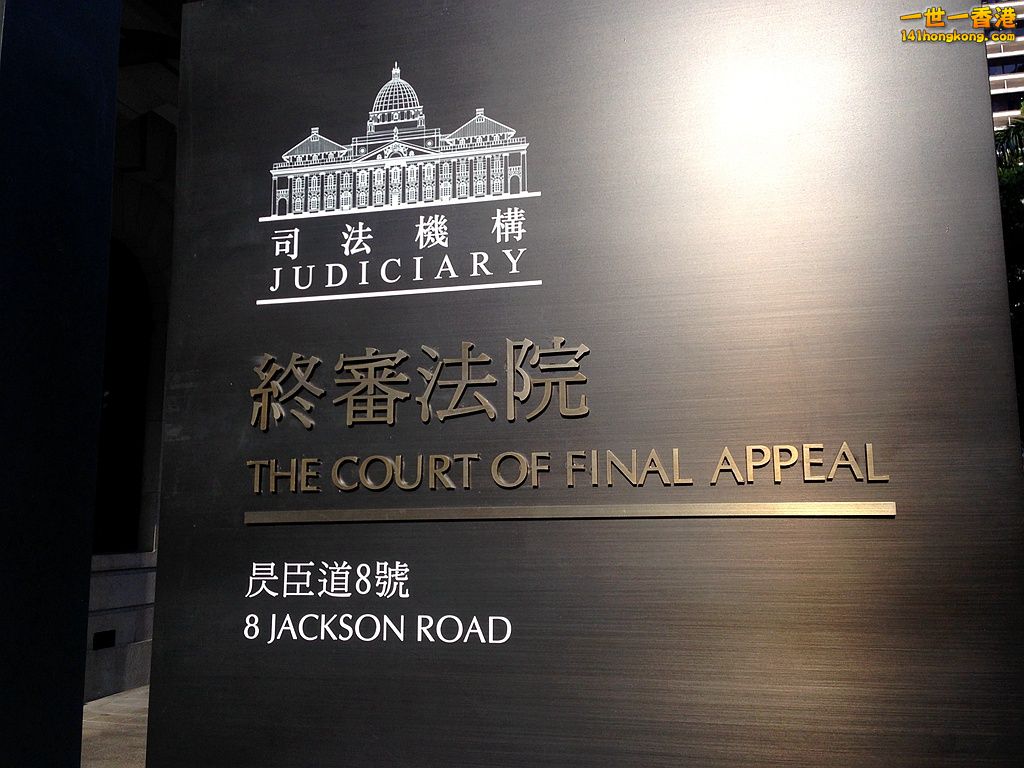 一世一香港
141hongkong.com
司法機構
JUDICIARY
終審法院
THE COURT OF FINAL APPEAL
昃臣道8號
8 JACKSON ROAD